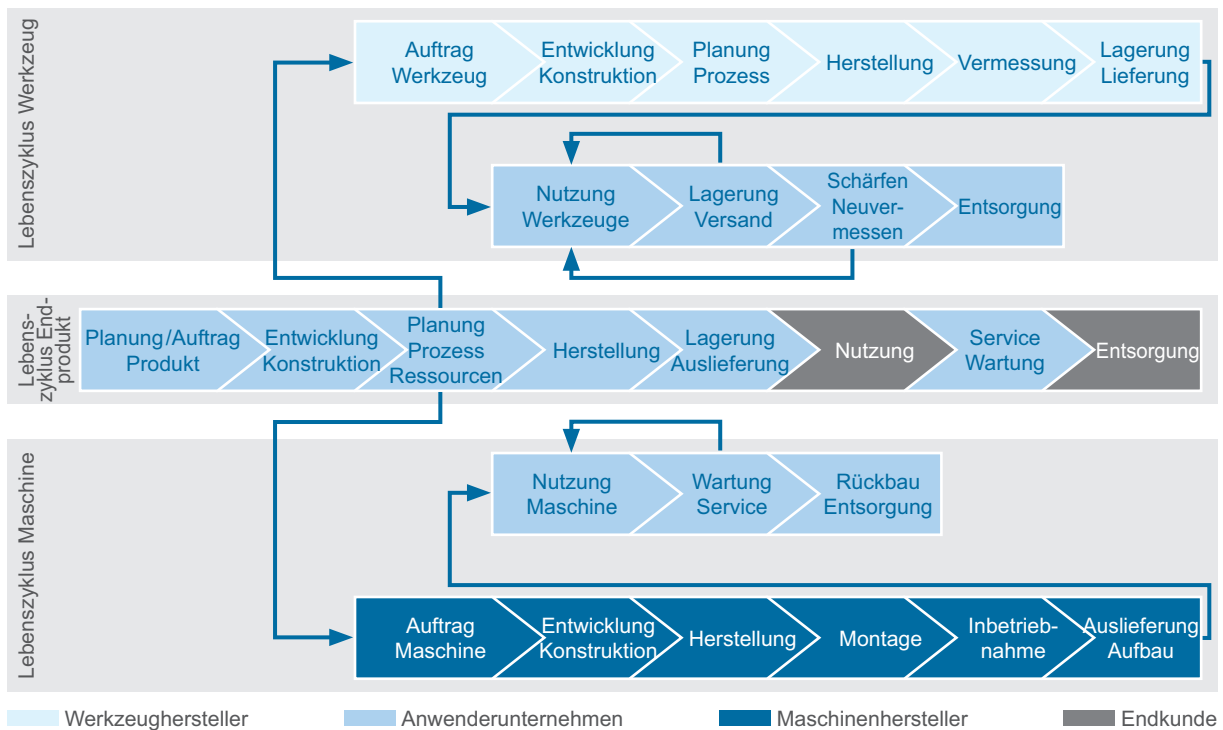 Lebenszyklus Werkzeug
Auftrag
Werkzeug
Entwicklung
Konstruktion
Planung
Prozess
Herstellung
Vermessung
Lagerung
Lieferung
Nutzung
Werkzeuge
Lagerung
Versand
Schärfen
Neuver-
messen
Entsorgung
Lebens-
zyklus End-
produkt
Planung/Auftrag
Produkt
Entwicklung
Konstruktion
Planung
Prozess
Ressourcen
Herstellung
Lagerung
Auslieferung
Nutzung
Service
Wartung
Entsorgung
Lebenszyklus Maschine
Nutzung
Maschine
Wartung
Service
Rückbau
Entsorgung
Auftrag
Maschine
Entwicklung
Konstruktion
Herstellung
Montage
Inbetrieb-
nahme
Auslieferung
Aufbau
Werkzeughersteller
Anwenderunternehmen
Maschinenhersteller
Endkunde